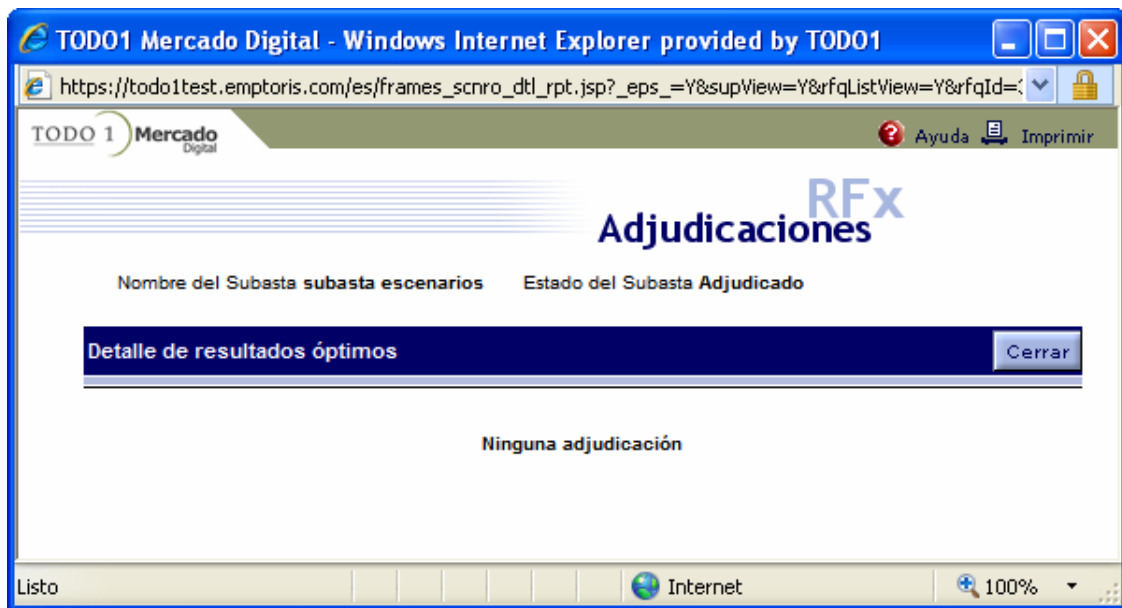 TODO1 Mercado Digital - Windows Internet Explorer provided by TODO1
https://todo1test.emptoris.com/es/frames_scnro_dtl_rpt.jsp?_eps_=Y&supView=Y&rfqListView=Y&rfqId=
TODO 1 Mercado
Digital
Ayuda Imprimir
RFx
Adjudicaciones
Nombre del Subasta subasta escenarios Estado del Subasta Adjudicado
Detalle de resultados óptimos Cerrar
Ninguna adjudicación
Listo Internet 100%